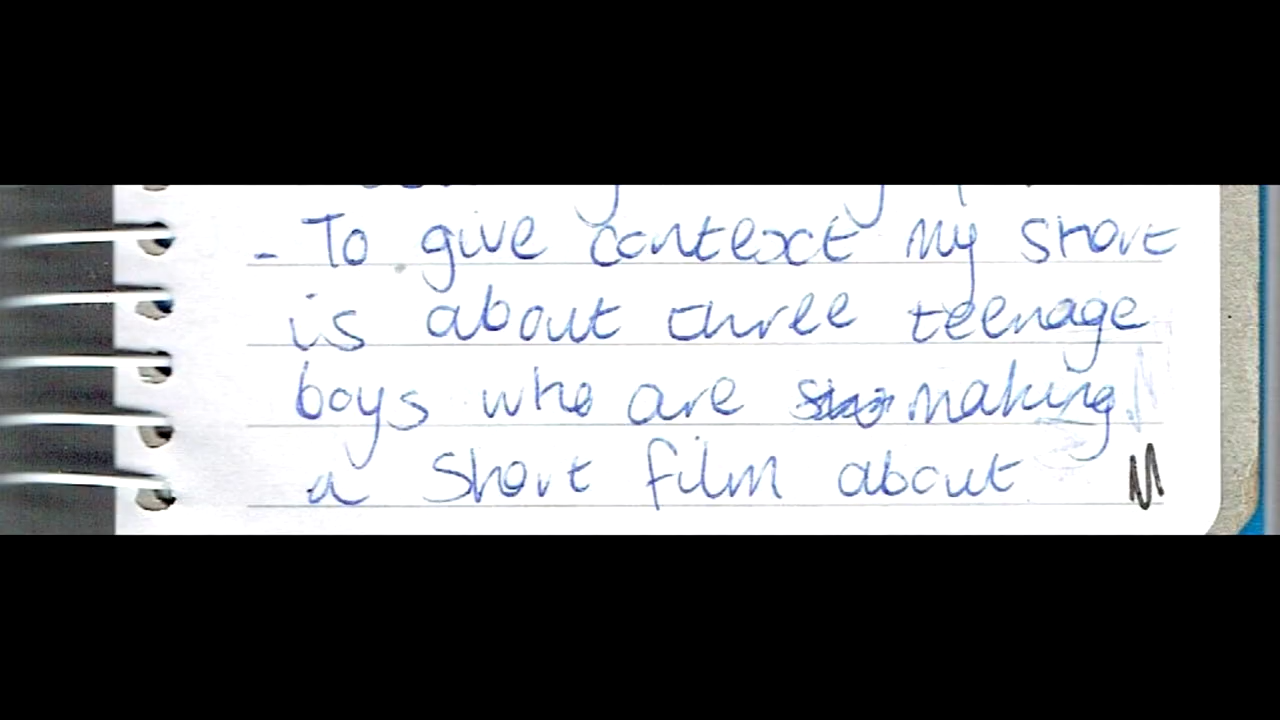 - To give context my short
is about three teenage
boys who are making
a short film about